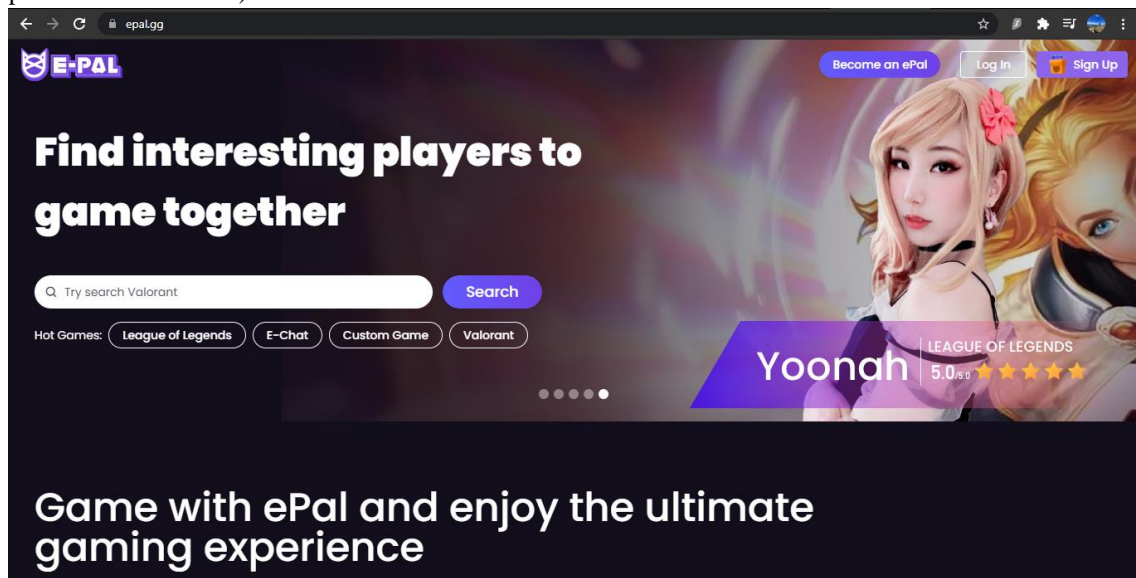 epal.gg
E-PAL
Become an ePal
Log In
Sign Up
Find interesting players to
game together
Try search Valorant
Search
Hot Games: League of Legends E-Chat Custom Game Valorant
Yoonah
LEAGUE OF LEGENDS
5.0/5.0
Game with ePal and enjoy the ultimate
gaming experience